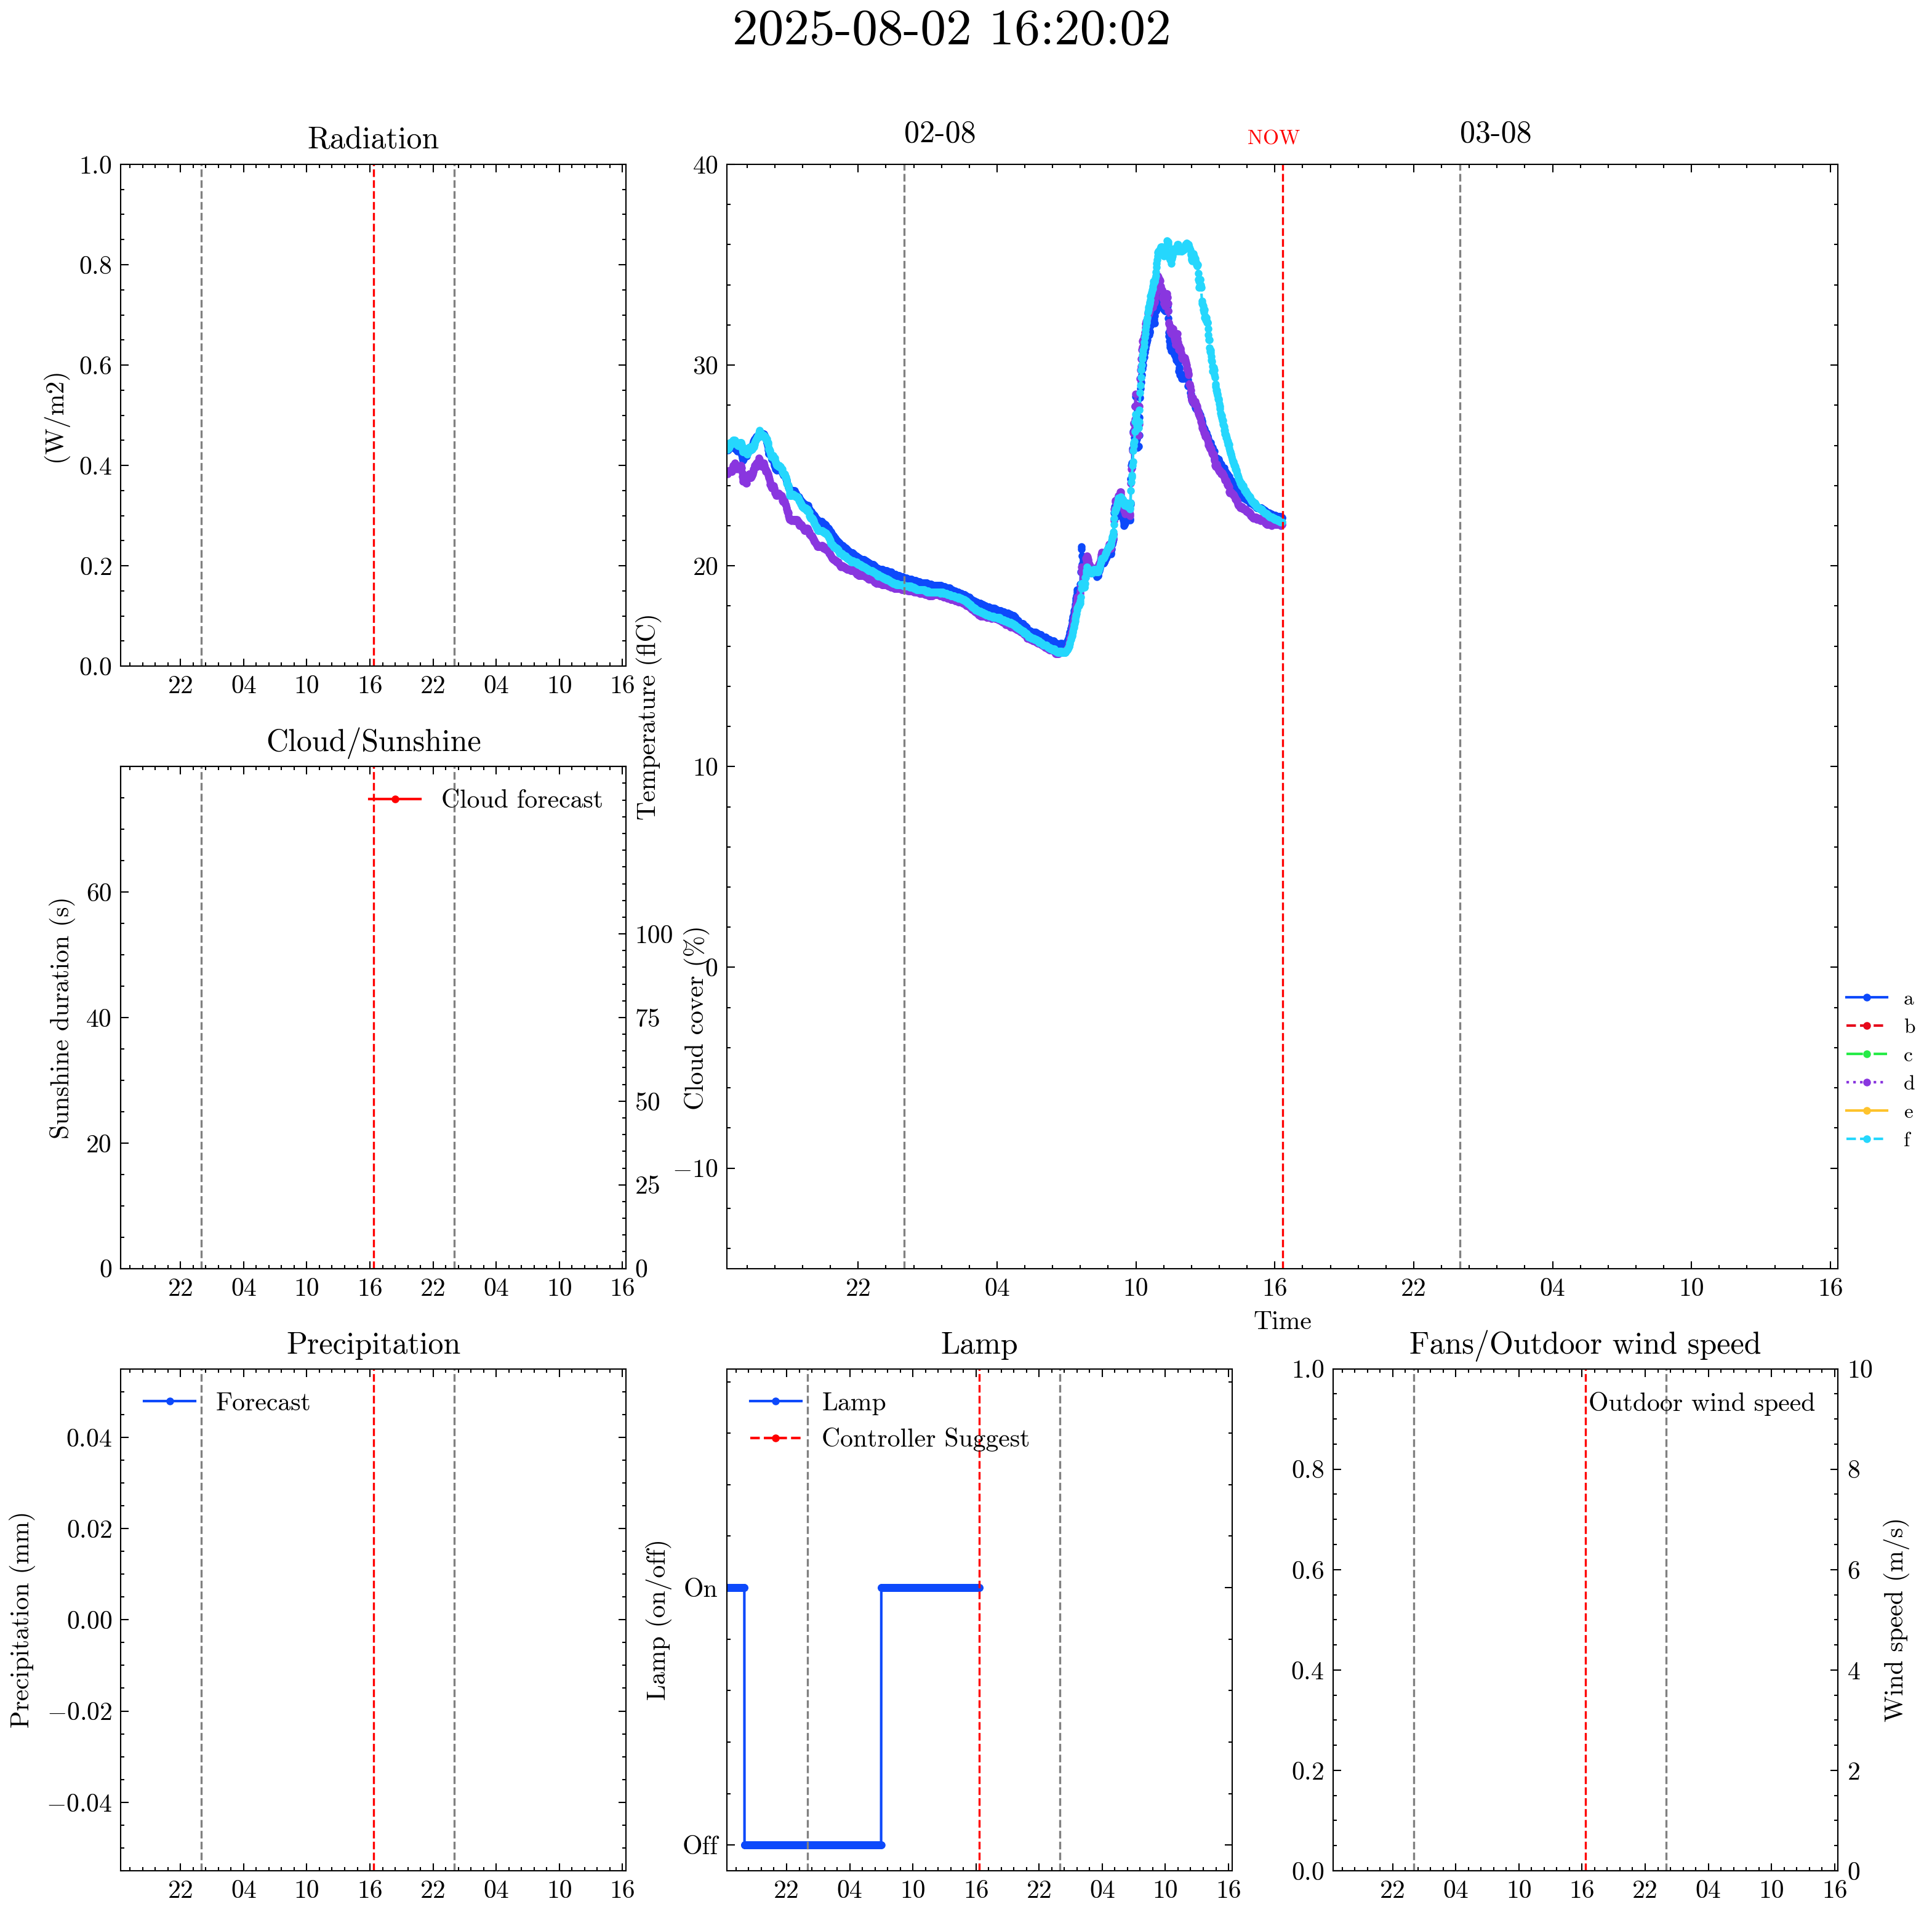 2025-08-02 16:20:02
Radiation
1.0
0.8
0.6
0.4
0.2
0.0
(W/m2)
22 04 10 16 22 04 10 16
02-08
NOW
03-08
40
30
20
10
0
−10
Temperature (flC)
22 04 10 16 22 04 10 16
Time
a
b
c
d
e
f
Cloud/Sunshine
Cloud forecast
60
40
20
0
Sunshine duration (s)
100
75
50
25
0
Cloud cover (%)
22 04 10 16 22 04 10 16
Precipitation
Forecast
0.04
0.02
0.00
−0.02
−0.04
Precipitation (mm)
22 04 10 16 22 04 10 16
Lamp
Lamp
Controller Suggest
On
Off
Lamp (on/off)
22 04 10 16 22 04 10 16
Fans/Outdoor wind speed
Outdoor wind speed
1.0
0.8
0.6
0.4
0.2
0.0
10
8
6
4
2
0
Wind speed (m/s)
22 04 10 16 22 04 10 16